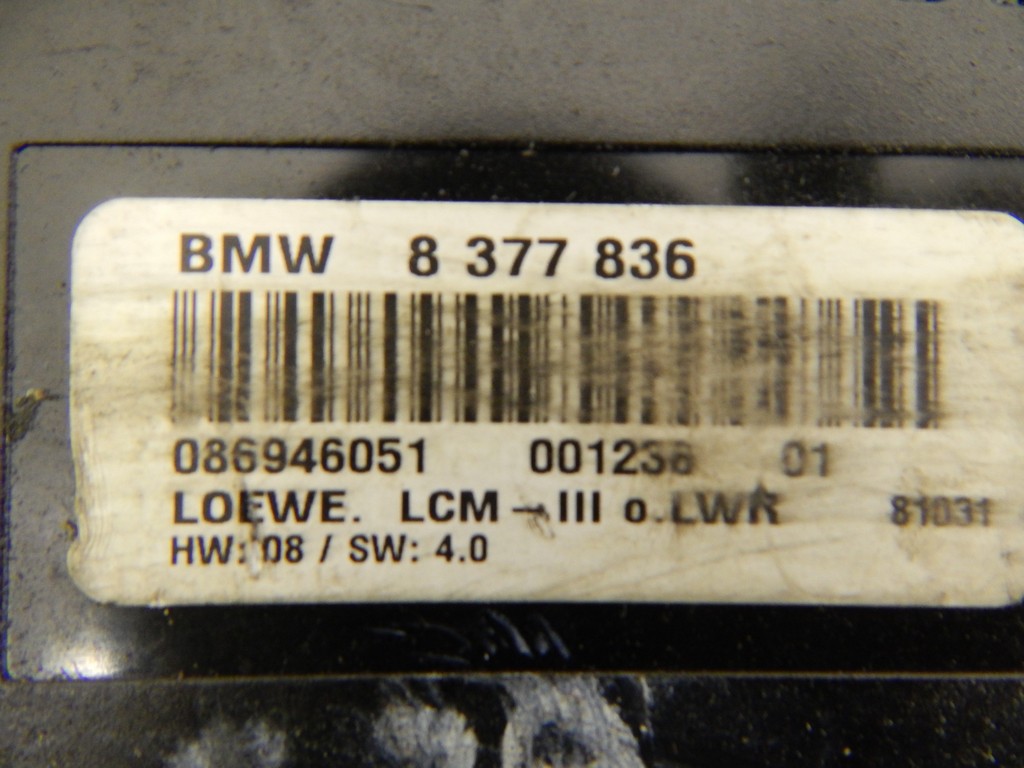 BMW 8 377 836
086946051 001236 01
LOEWE. LCM - III o. LWR 81031
HW: 08 / SW: 4.0